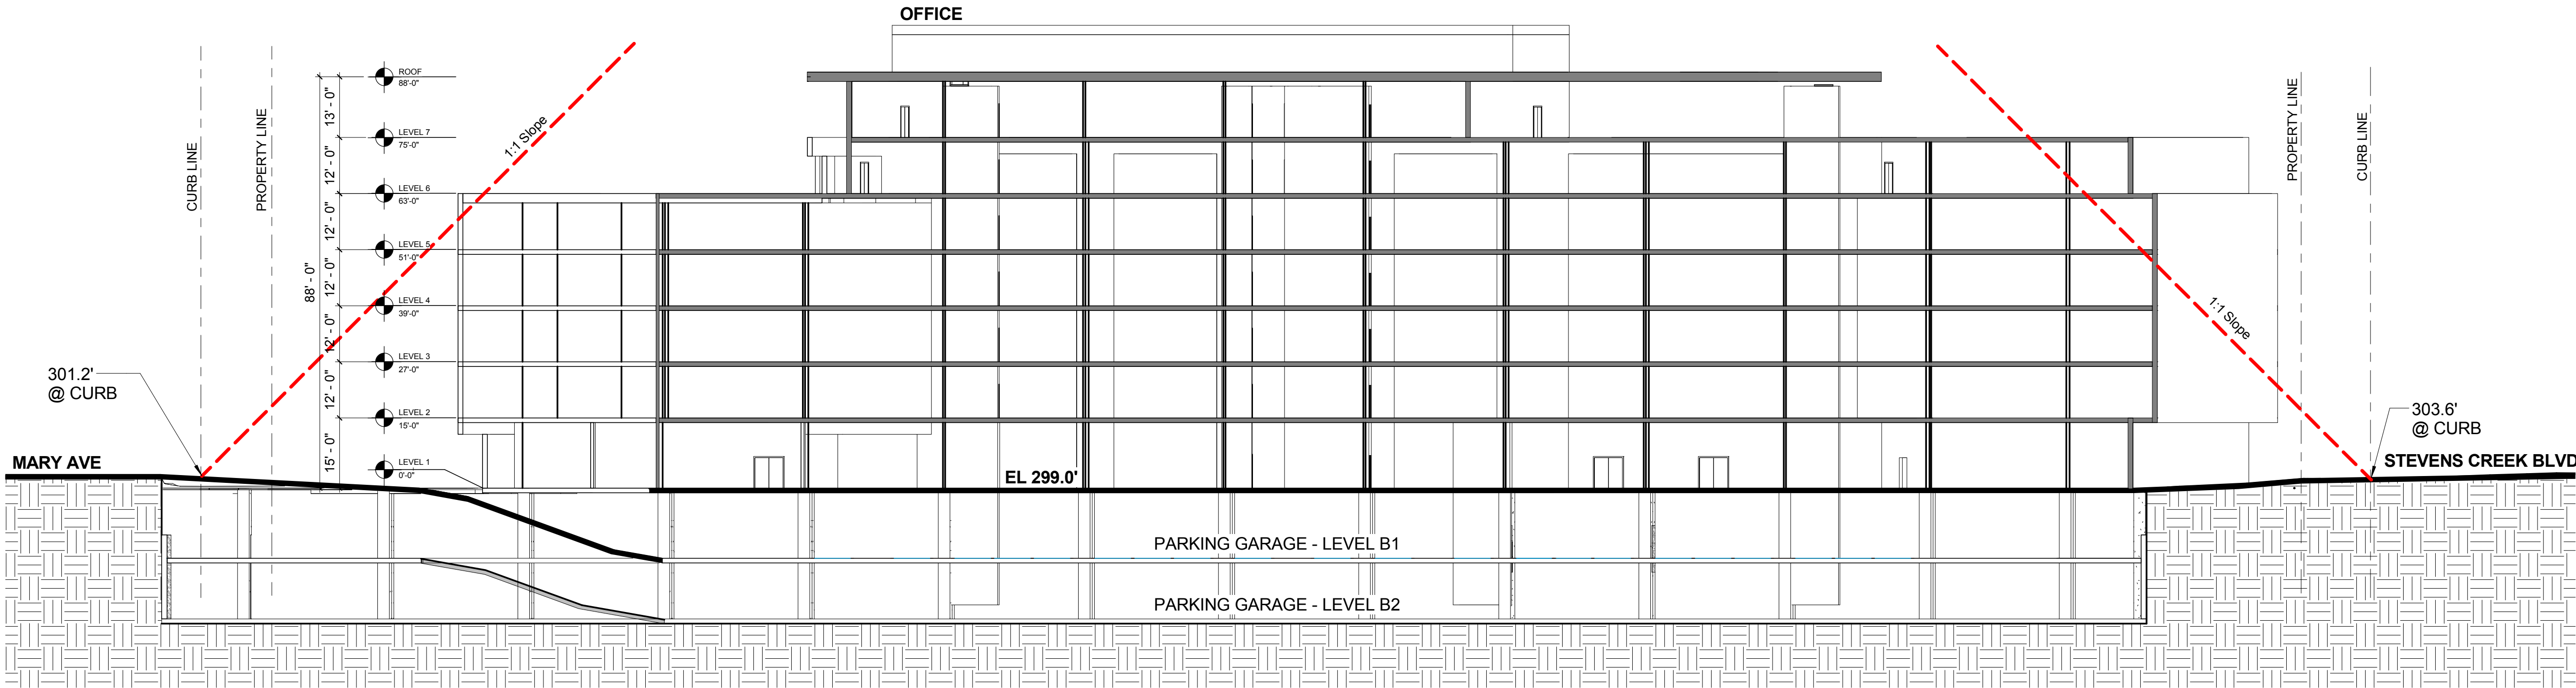 OFFICE
CURB LINE
PROPERTY LINE
88' - 0"
13' - 0"
12' - 0"
12' - 0"
12' - 0"
12' - 0"
12' - 0"
15' - 0"
ROOF
88'-0"
LEVEL 7
75'-0"
LEVEL 6
63'-0"
LEVEL 5
51'-0"
LEVEL 4
39'-0"
LEVEL 3
27'-0"
LEVEL 2
15'-0"
LEVEL 1
0'-0"
1:1 Slope
1:1 Slope
PROPERTY LINE
CURB LINE
301.2'
@ CURB
303.6'
@ CURB
MARY AVE
EL 299.0'
STEVENS CREEK BLVD
PARKING GARAGE - LEVEL B1
PARKING GARAGE - LEVEL B2